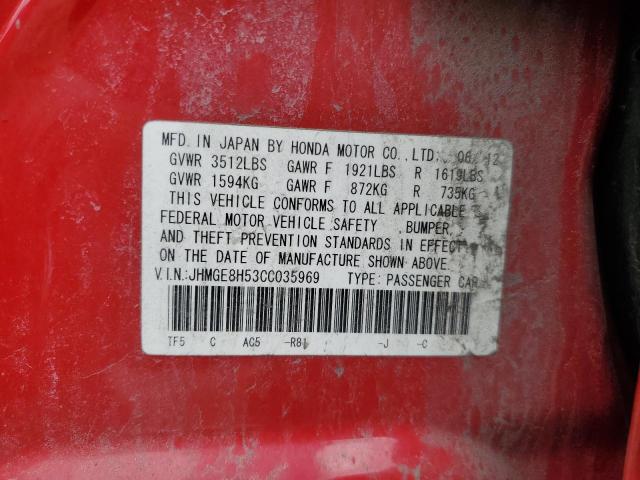 MFD. IN JAPAN BY HONDA MOTOR CO., LTD. 06/12
GVWR 3512LBS GAWR F 1921LBS R 1619LBS
GVWR 1594KG GAWR F 872KG R 735KG
THIS VEHICLE CONFORMS TO ALL APPLICABLE
FEDERAL MOTOR VEHICLE SAFETY, BUMPER,
AND THEFT PREVENTION STANDARDS IN EFFECT
ON THE DATE OF MANUFACTURE SHOWN ABOVE.
V.I.N.:JHMGE8H53CC035969 TYPE: PASSENGER CAR
TF5 C AC5 -R81 -J -C